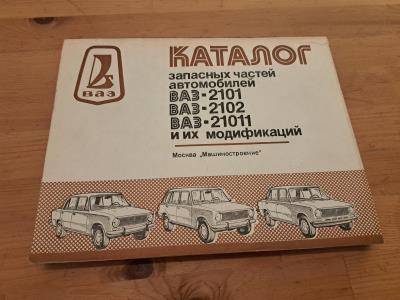 ВАЗ
КАТАЛОГ
запасных частей
автомобилей
ВАЗ-2101
ВАЗ-2102
ВАЗ-21011
и их модификаций
Москва „Машиностроение"